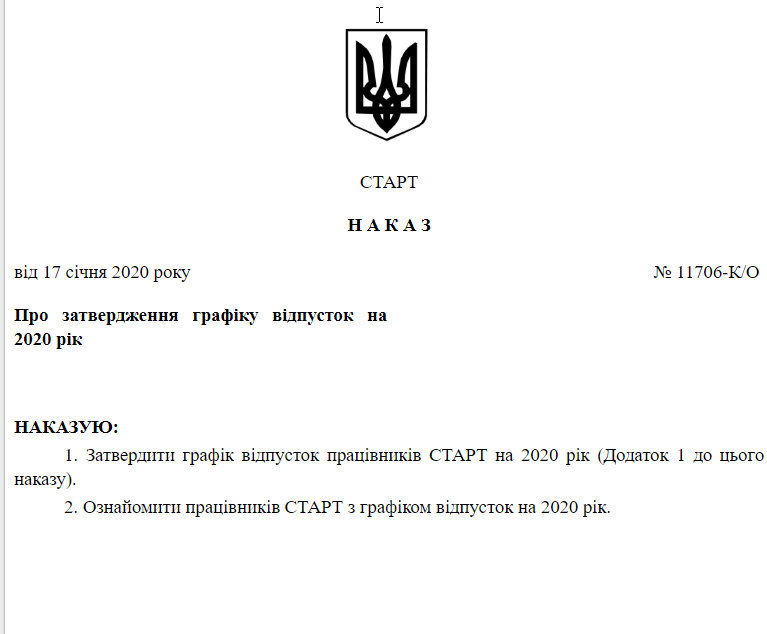 СТАРТ
Н А К А З
від 17 січня 2020 року № 11706-К/О
Про затвердження графіку відпусток на
2020 рік
НАКАЗУЮ:
1. Затвердити графік відпусток працівників СТАРТ на 2020 рік (Додаток 1 до цього
наказу).
2. Ознайомити працівників СТАРТ з графіком відпусток на 2020 рік.